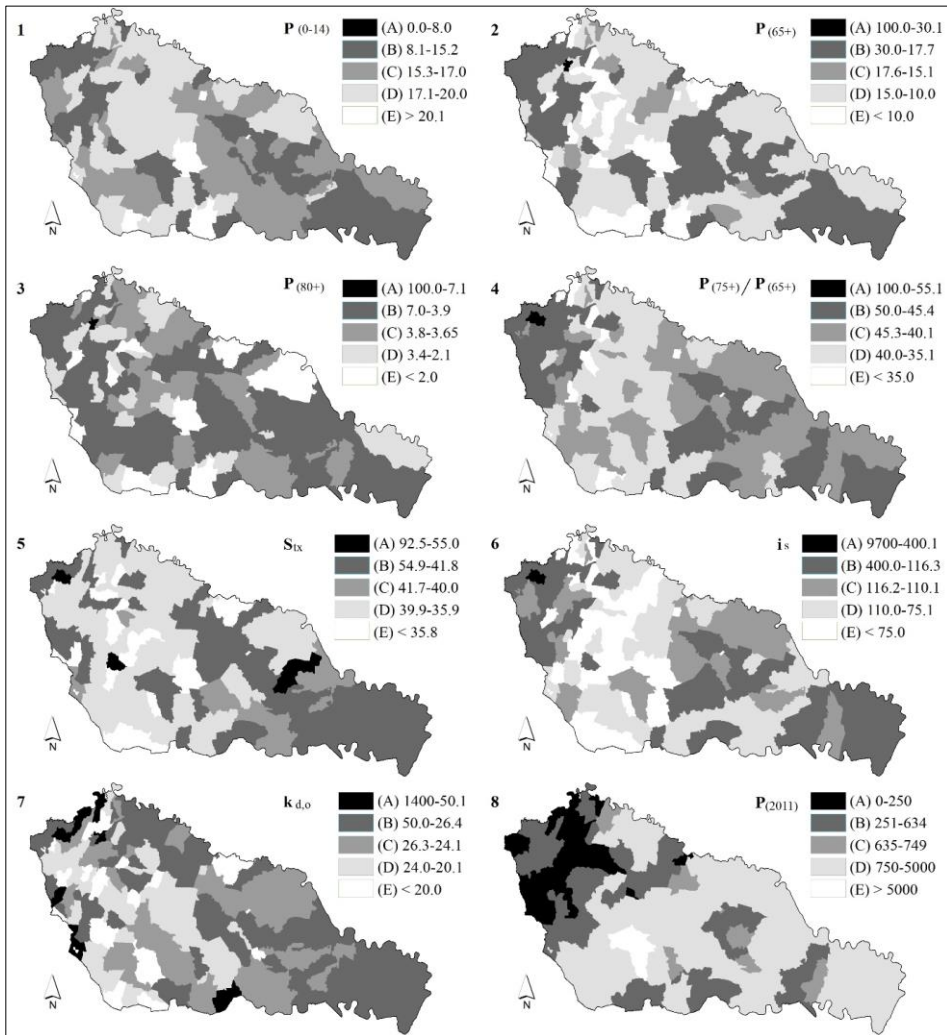 1 P (0-14)
(A) 0.0-8.0
(B) 8.1-15.2
(C) 15.3-17.0
(D) 17.1-20.0
(E) > 20.1
N
2 P (65+)
(A) 100.0-30.1
(B) 30.0-17.7
(C) 17.6-15.1
(D) 15.0-10.0
(E) < 10.0
N
3 P (80+)
(A) 100.0-7.1
(B) 7.0-3.9
(C) 3.8-3.65
(D) 3.4-2.1
(E) < 2.0
N
4 P (75+) / P (65+)
(A) 100.0-55.1
(B) 50.0-45.4
(C) 45.3-40.1
(D) 40.0-35.1
(E) < 35.0
N
5 Stx
(A) 92.5-55.0
(B) 54.9-41.8
(C) 41.7-40.0
(D) 39.9-35.9
(E) < 35.8
N
6 is
(A) 9700-400.1
(B) 400.0-116.3
(C) 116.2-110.1
(D) 110.0-75.1
(E) < 75.0
N
7 k d,o
(A) 1400-50.1
(B) 50.0-26.4
(C) 26.3-24.1
(D) 24.0-20.1
(E) < 20.0
N
8 P(2011)
(A) 0-250
(B) 251-634
(C) 635-749
(D) 750-5000
(E) > 5000
N